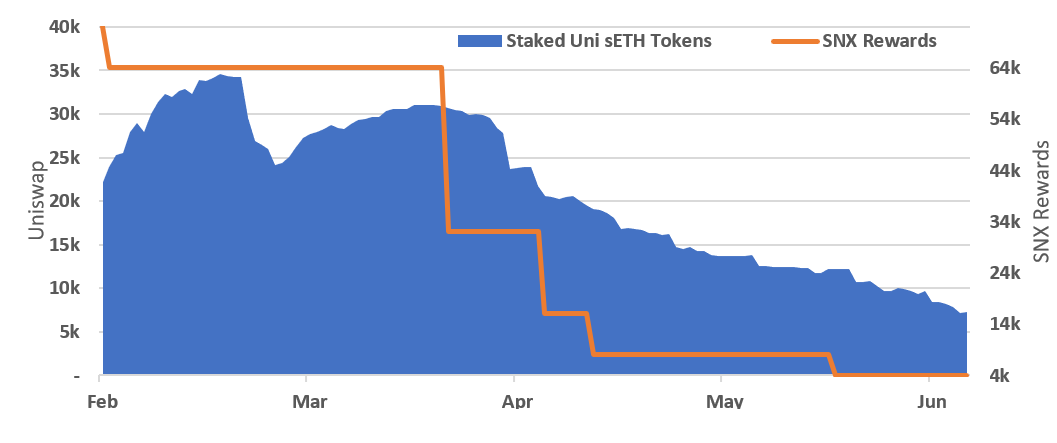 40k
Staked Uni sETH Tokens
SNX Rewards
35k
64k
30k
54k
25k
44k
Uniswap
20k
SNX Rewards
34k
15k
24k
10k
14k
5k
-
4k
Feb
Mar
Apr
May
Jun